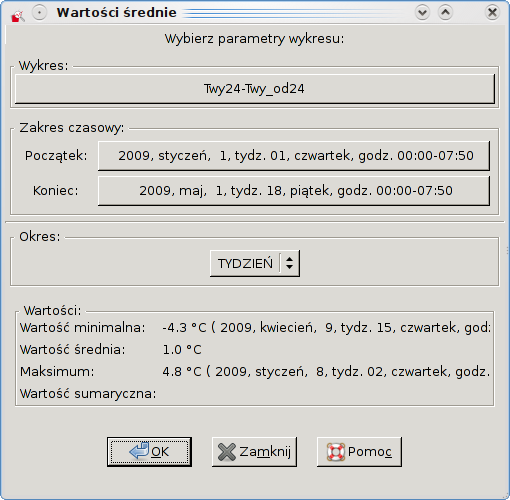 Wartości średnie
Wybierz parametry wykresu:
Wykres:
Twy24-Twy_od24
Zakres czasowy:
Początek: 2009, styczeń, 1, tydz. 01, czwartek, godz. 00:00-07:50
Koniec: 2009, maj, 1, tydz. 18, piątek, godz. 00:00-07:50
Okres:
TYDZIEŃ
Wartości:
Wartość minimalna: -4.3 °C ( 2009, kwiecień, 9, tydz. 15, czwartek, godz
Wartość średnia: 1.0 °C
Maksimum: 4.8 °C ( 2009, styczeń, 8, tydz. 02, czwartek, godz.
Wartość sumaryczna:
OK Zamknij Pomoc